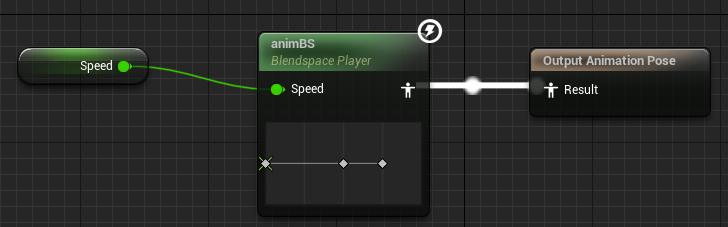 Speed
animBS
Blendspace Player
Speed
Output Animation Pose
Result